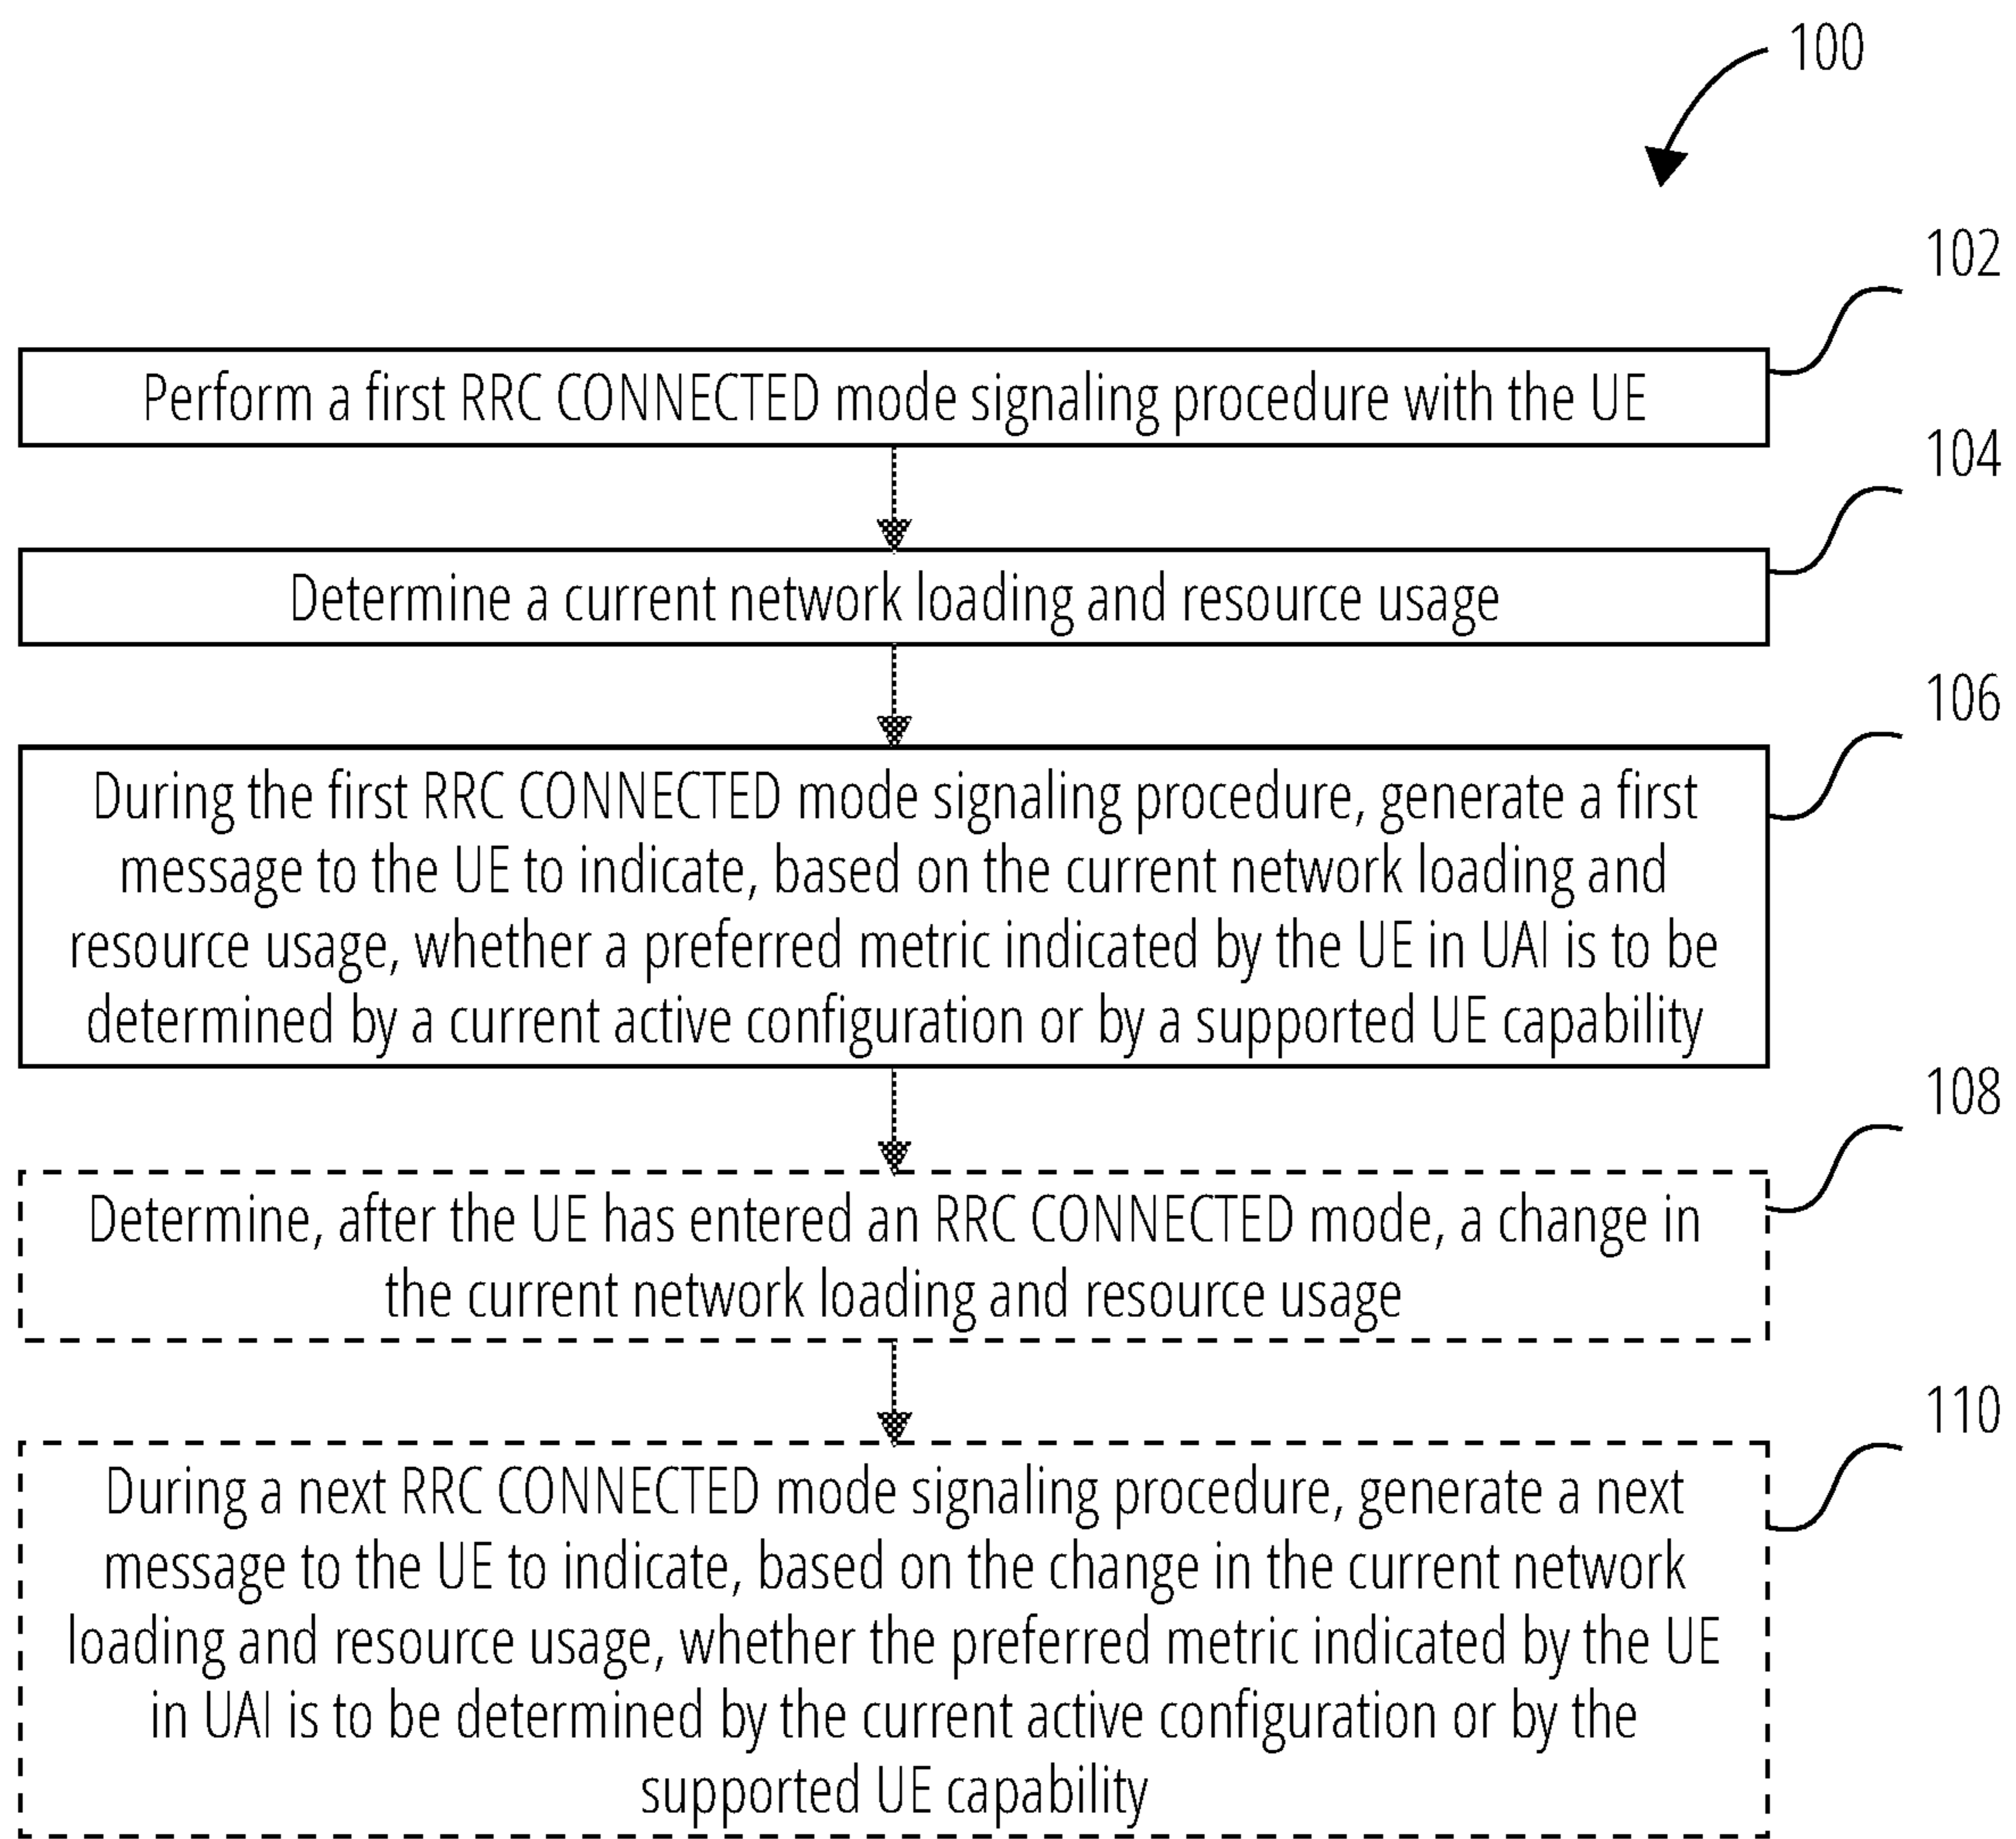 100
102
Perform a first RRC CONNECTED mode signaling procedure with the UE
104
Determine a current network loading and resource usage
106
During the first RRC CONNECTED mode signaling procedure, generate a first
message to the UE to indicate, based on the current network loading and
resource usage, whether a preferred metric indicated by the UE in UAI is to be
determined by a current active configuration or by a supported UE capability
108
Determine, after the UE has entered an RRC CONNECTED mode, a change in
the current network loading and resource usage
110
During a next RRC CONNECTED mode signaling procedure, generate a next
message to the UE to indicate, based on the change in the current network
loading and resource usage, whether the preferred metric indicated by the UE
in UAI is to be determined by the current active configuration or by the
supported UE capability